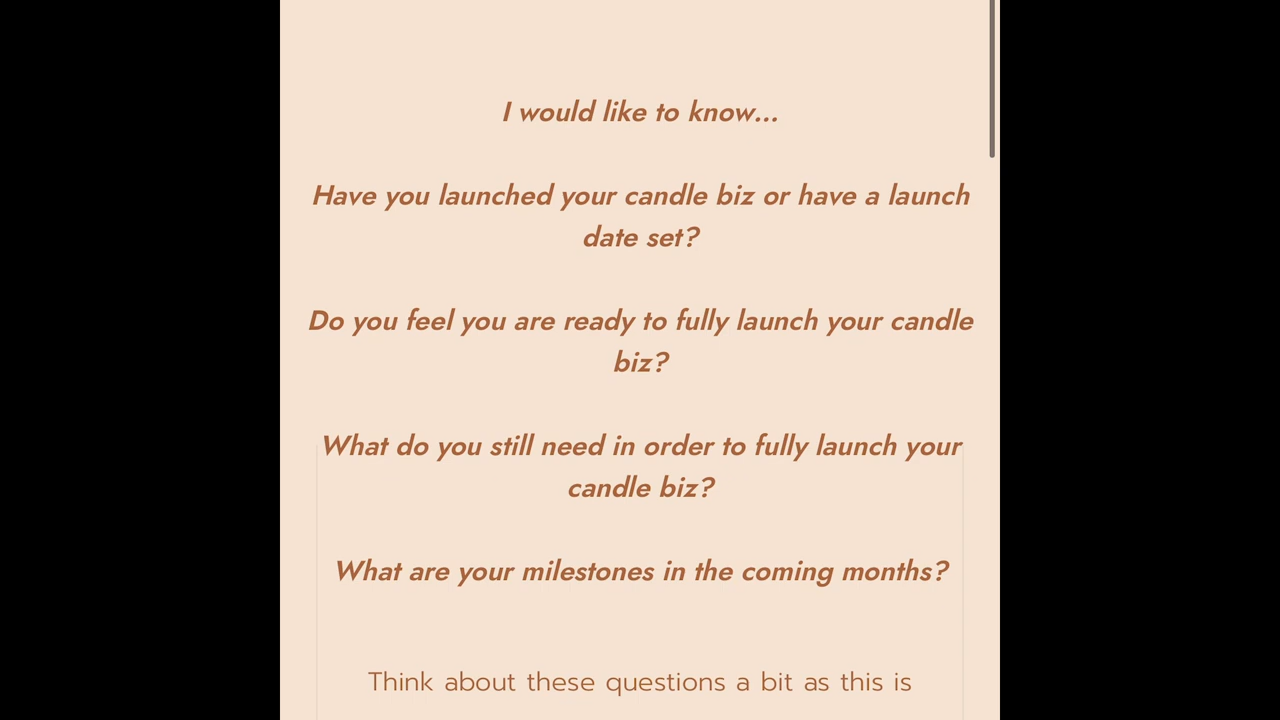 I would like to know...
Have you launched your candle biz or have a launch
date set?
Do you feel you are ready to fully launch your candle
biz?
What do you still need in order to fully launch your
candle biz?
What are your milestones in the coming months?
Think about these questions a bit as this is